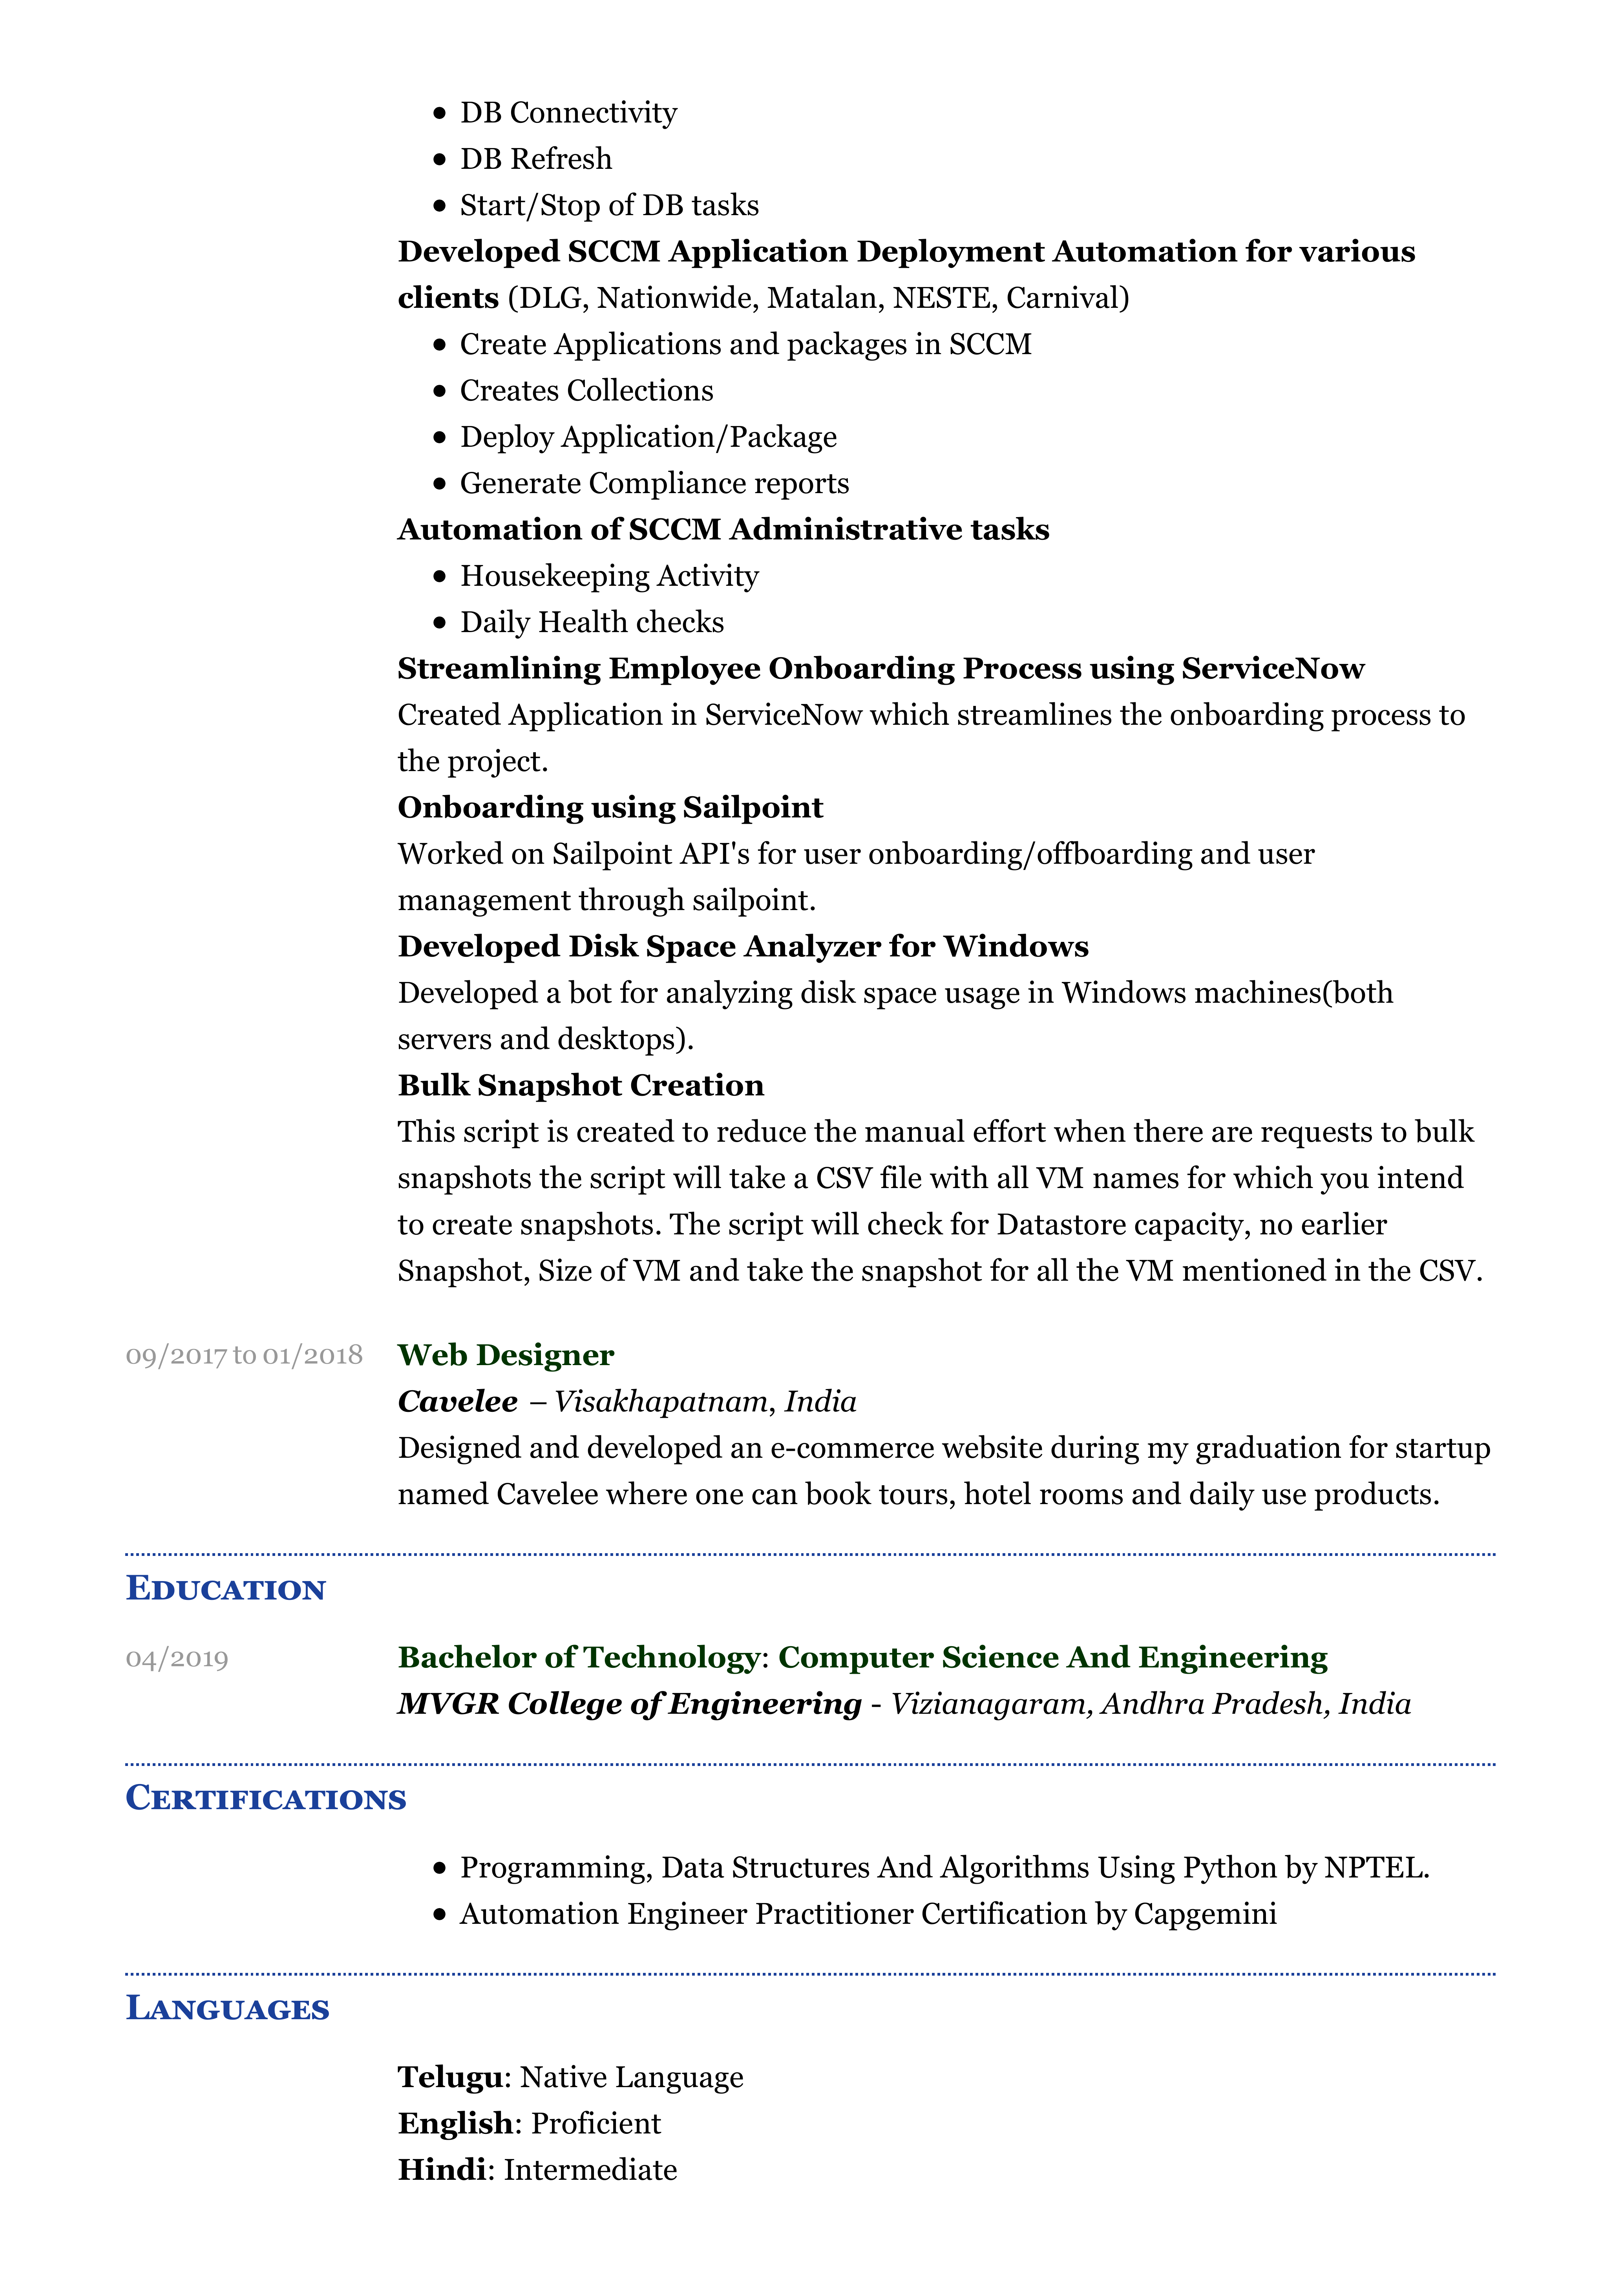 • DB Connectivity
• DB Refresh
• Start/Stop of DB tasks
Developed SCCM Application Deployment Automation for various
clients (DLG, Nationwide, Matalan, NESTE, Carnival)
• Create Applications and packages in SCCM
• Creates Collections
• Deploy Application/Package
• Generate Compliance reports
Automation of SCCM Administrative tasks
• Housekeeping Activity
• Daily Health checks
Streamlining Employee Onboarding Process using ServiceNow
Created Application in ServiceNow which streamlines the onboarding process to
the project.
Onboarding using Sailpoint
Worked on Sailpoint API's for user onboarding/offboarding and user
management through sailpoint.
Developed Disk Space Analyzer for Windows
Developed a bot for analyzing disk space usage in Windows machines(both
servers and desktops).
Bulk Snapshot Creation
This script is created to reduce the manual effort when there are requests to bulk
snapshots the script will take a CSV file with all VM names for which you intend
to create snapshots. The script will check for Datastore capacity, no earlier
Snapshot, Size of VM and take the snapshot for all the VM mentioned in the CSV.
09/2017 to 01/2018 Web Designer
Cavelee – Visakhapatnam, India
Designed and developed an e-commerce website during my graduation for startup
named Cavelee where one can book tours, hotel rooms and daily use products.
EDUCATION
04/2019 Bachelor of Technology: Computer Science And Engineering
MVGR College of Engineering - Vizianagaram, Andhra Pradesh, India
CERTIFICATIONS
• Programming, Data Structures And Algorithms Using Python by NPTEL.
• Automation Engineer Practitioner Certification by Capgemini
LANGUAGES
Telugu: Native Language
English: Proficient
Hindi: Intermediate